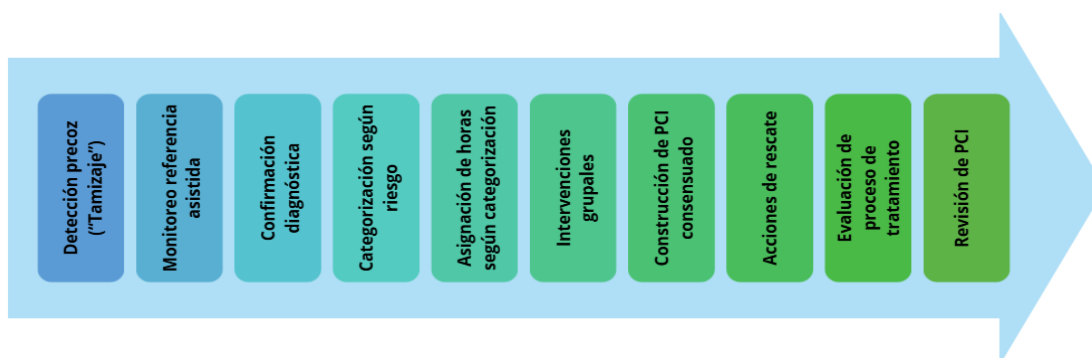 Detección precoz
("Tamizaje")
Monitoreo referencia
asistida
Confirmación
diagnóstica
Categorización según
riesgo
Asignación de horas
según categorización
Intervenciones
grupales
Construcción de PCI
consensuado
Acciones de rescate
Evaluación de
proceso de
tratamiento
Revisión de PCI